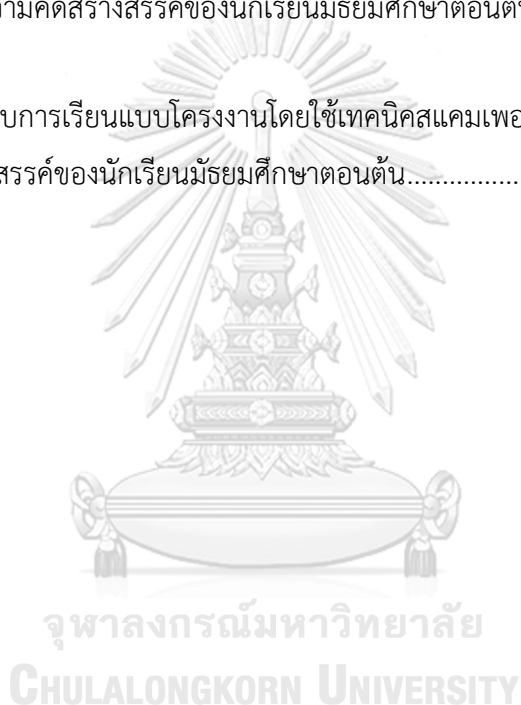 ามคิดสร้างสรรค์ของนักเรียนมัธยมศึกษาตอนต้น
บการเรียนแบบโครงงานโดยใช้เทคนิคสแคมเพอ
สรรค์ของนักเรียนมัธยมศึกษาตอนต้น................
จุฬาลงกรณ์มหาวิทยาลัย
CHULALONGKORN UNIVERSITY